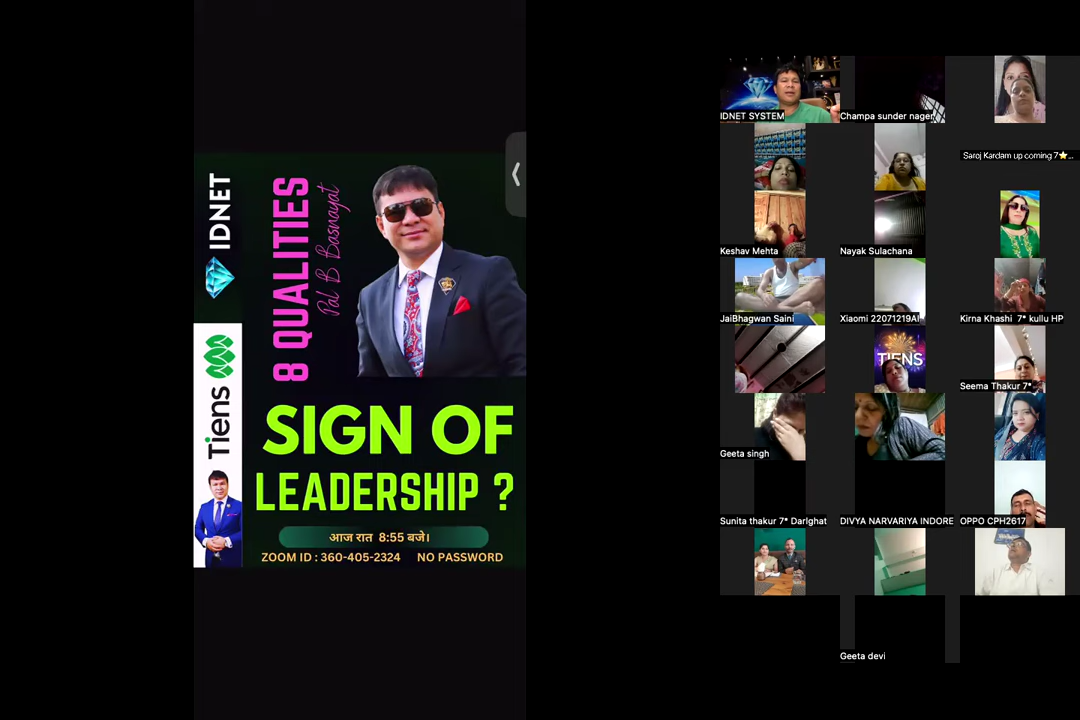 IDNET
Tiens
8 QUALITIES
Pal B Basnayat
SIGN OF
LEADERSHIP ?
आज रात 8:55 बजे।
ZOOM ID : 360-405-2324 NO PASSWORD
IDNET SYSTEM
Champa sunder nager
Saroj Kardam up coming 7⭐...
Keshav Mehta
Nayak Sulachana
JaiBhagwan Saini
Xiaomi 22071219AI
Kirna Khashi 7* kullu HP
TIENS
Seema Thakur 7*
Geeta singh
Sunita thakur 7* Darlghat
DIVYA NARVARIYA INDORE
OPPO CPH2617
Geeta devi